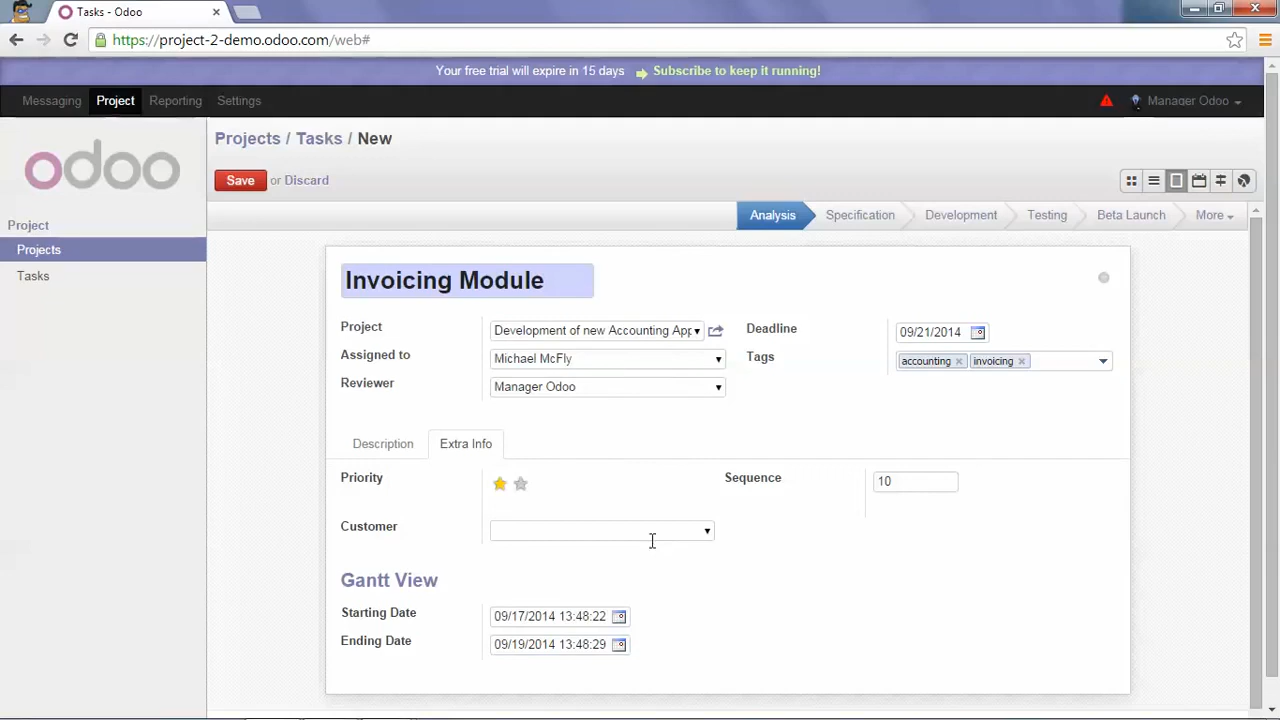 Tasks - Odoo
https://project-2-demo.odoo.com/web#
Your free trial will expire in 15 days Subscribe to keep it running!
Messaging Project Reporting Settings Manager Odoo
odoo
Projects / Tasks / New
Save or Discard
Project
Projects
Tasks
Analysis Specification Development Testing Beta Launch More
Invoicing Module
Project Development of new Accounting App Deadline 09/21/2014
Assigned to Michael McFly Tags accounting invoicing
Reviewer Manager Odoo
Description Extra Info
Priority Sequence 10
Customer
Gantt View
Starting Date 09/17/2014 13:48:22
Ending Date 09/19/2014 13:48:29